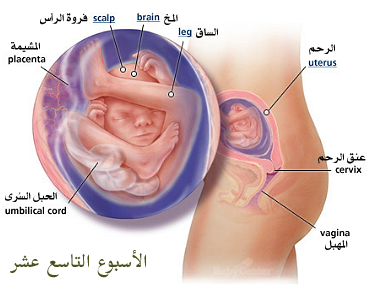 فروة الرأس
scalp
المخ
brain
الساق
leg
المشيمة
placenta
الرحم
uterus
عنق الرحم
cervix
الحبل السرى
umbilical cord
vagina
المهبل
الأسبوع التاسع عشر